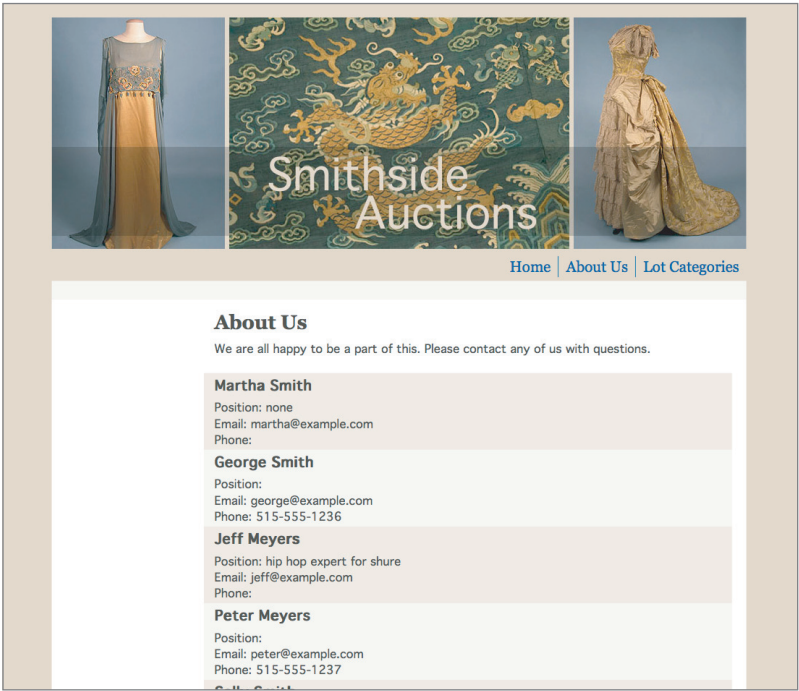 Smithside
Auctions
Home About Us Lot Categories
About Us
We are all happy to be a part of this. Please contact any of us with questions.
Martha Smith
Position: none
Email: martha@example.com
Phone:
George Smith
Position:
Email: george@example.com
Phone: 515-555-1236
Jeff Meyers
Position: hip hop expert for shure
Email: jeff@example.com
Phone:
Peter Meyers
Position:
Email: peter@example.com
Phone: 515-555-1237